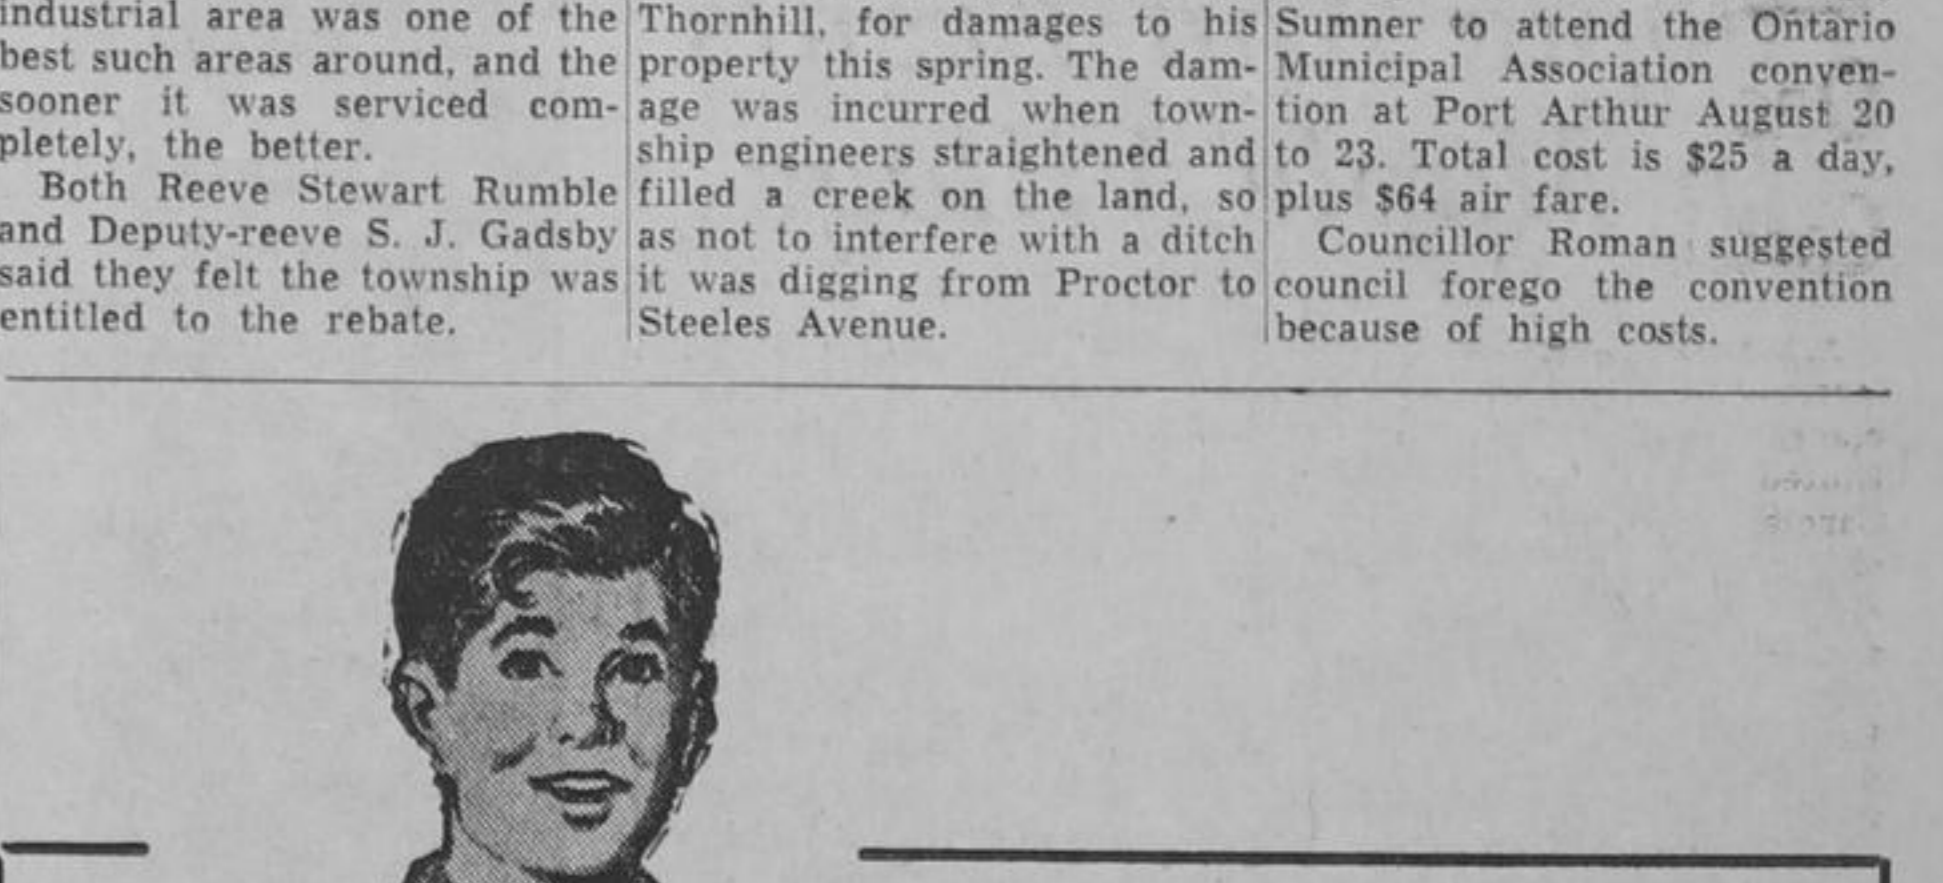 industrial area was one of the
best such areas around, and the
sooner it was serviced com-
pletely, the better.
Both Reeve Stewart Rumble
and Deputy-reeve S. J. Gadsby
said they felt the township was
entitled to the rebate.
Thornhill, for damages to his
property this spring. The dam-
age was incurred when town-
ship engineers straightened and
filled a creek on the land, so
as not to interfere with a ditch
it was digging from Proctor to
Steeles Avenue.
Sumner to attend the Ontario
Municipal Association conven-
tion at Port Arthur August 20
to 23. Total cost is $25 a day,
plus $64 air fare.
Councillor Roman suggested
council forego the convention
because of high costs.